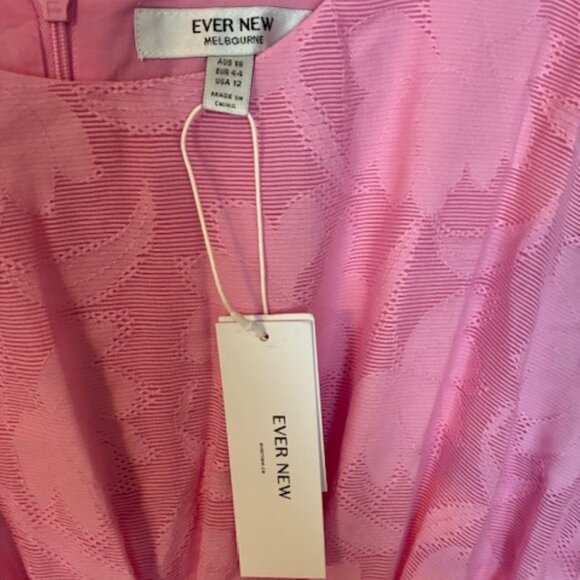 EVER NEW
MELBOURNE
AUS 16
EUR 44
USA 12
MADE IN
CHINA
EVER NEW